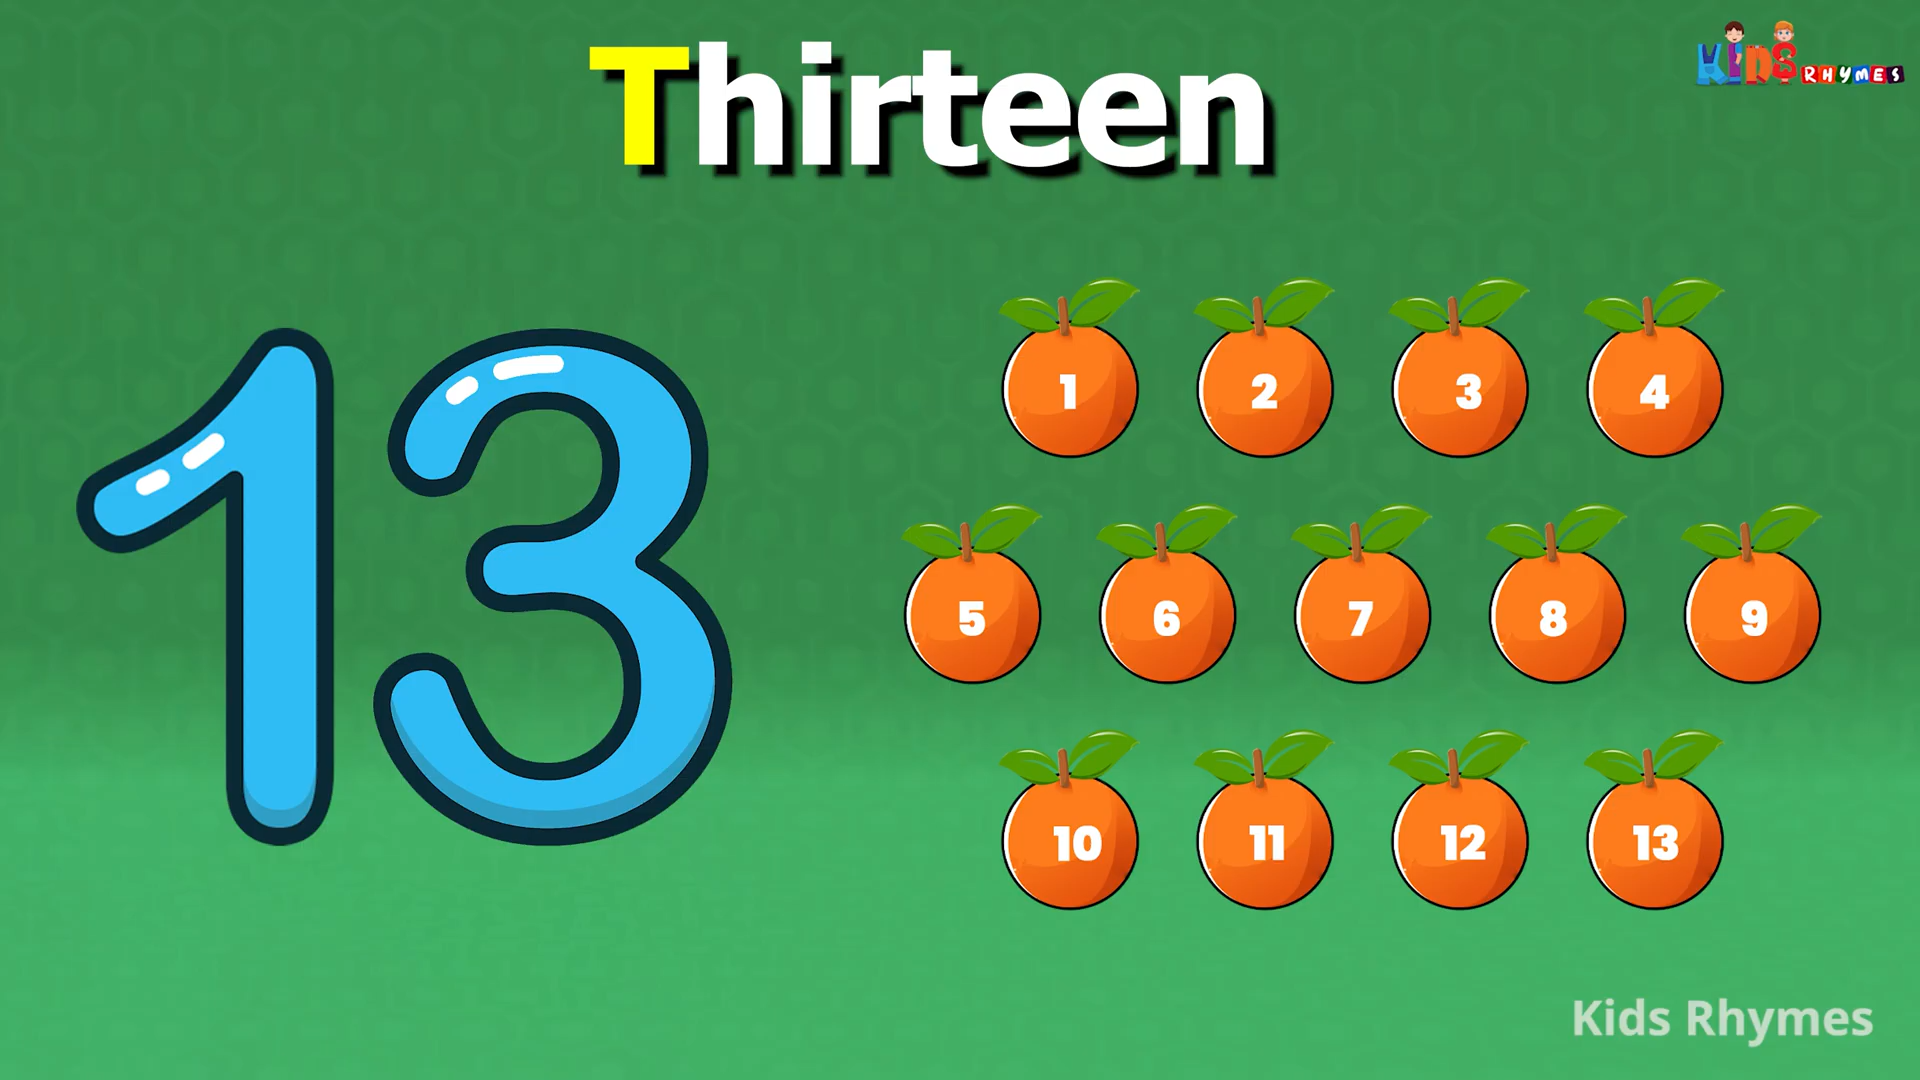 Thirteen
KIDS RHYMES
13
1 2 3 4
5 6 7 8 9
10 11 12 13
Kids Rhymes